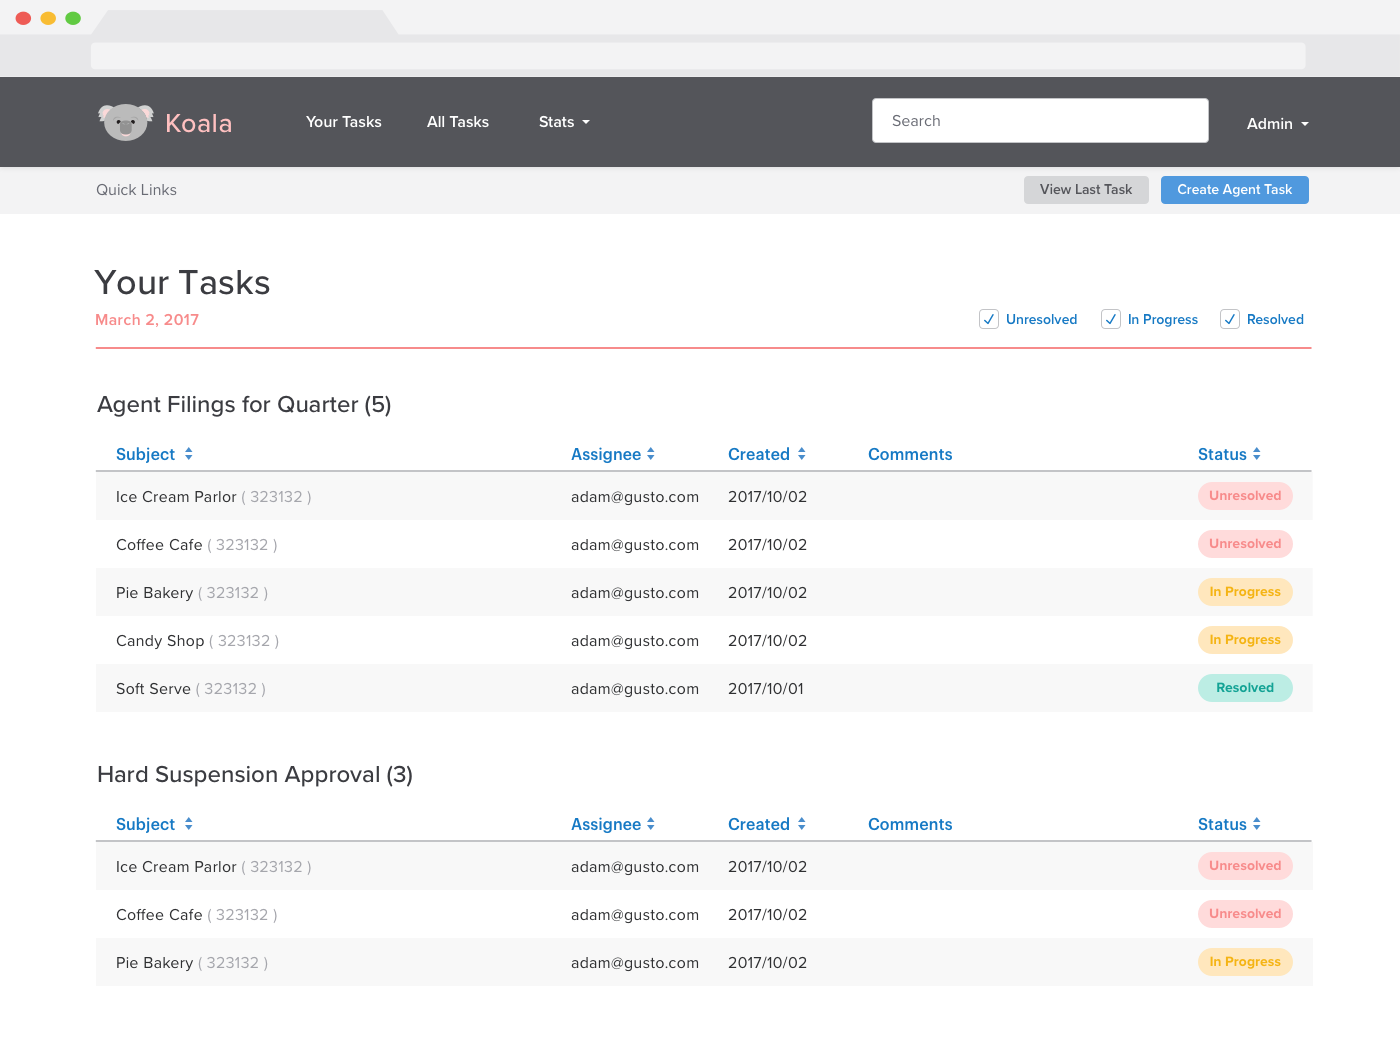 Koala
Your Tasks All Tasks Stats
Search
Admin
Quick Links
View Last Task Create Agent Task
Your Tasks
March 2, 2017
Unresolved In Progress Resolved
Agent Filings for Quarter (5)
Subject Assignee Created Comments Status
Ice Cream Parlor ( 323132 ) adam@gusto.com 2017/10/02 Unresolved
Coffee Cafe ( 323132 ) adam@gusto.com 2017/10/02 Unresolved
Pie Bakery ( 323132 ) adam@gusto.com 2017/10/02 In Progress
Candy Shop ( 323132 ) adam@gusto.com 2017/10/02 In Progress
Soft Serve ( 323132 ) adam@gusto.com 2017/10/01 Resolved
Hard Suspension Approval (3)
Subject Assignee Created Comments Status
Ice Cream Parlor ( 323132 ) adam@gusto.com 2017/10/02 Unresolved
Coffee Cafe ( 323132 ) adam@gusto.com 2017/10/02 Unresolved
Pie Bakery ( 323132 ) adam@gusto.com 2017/10/02 In Progress